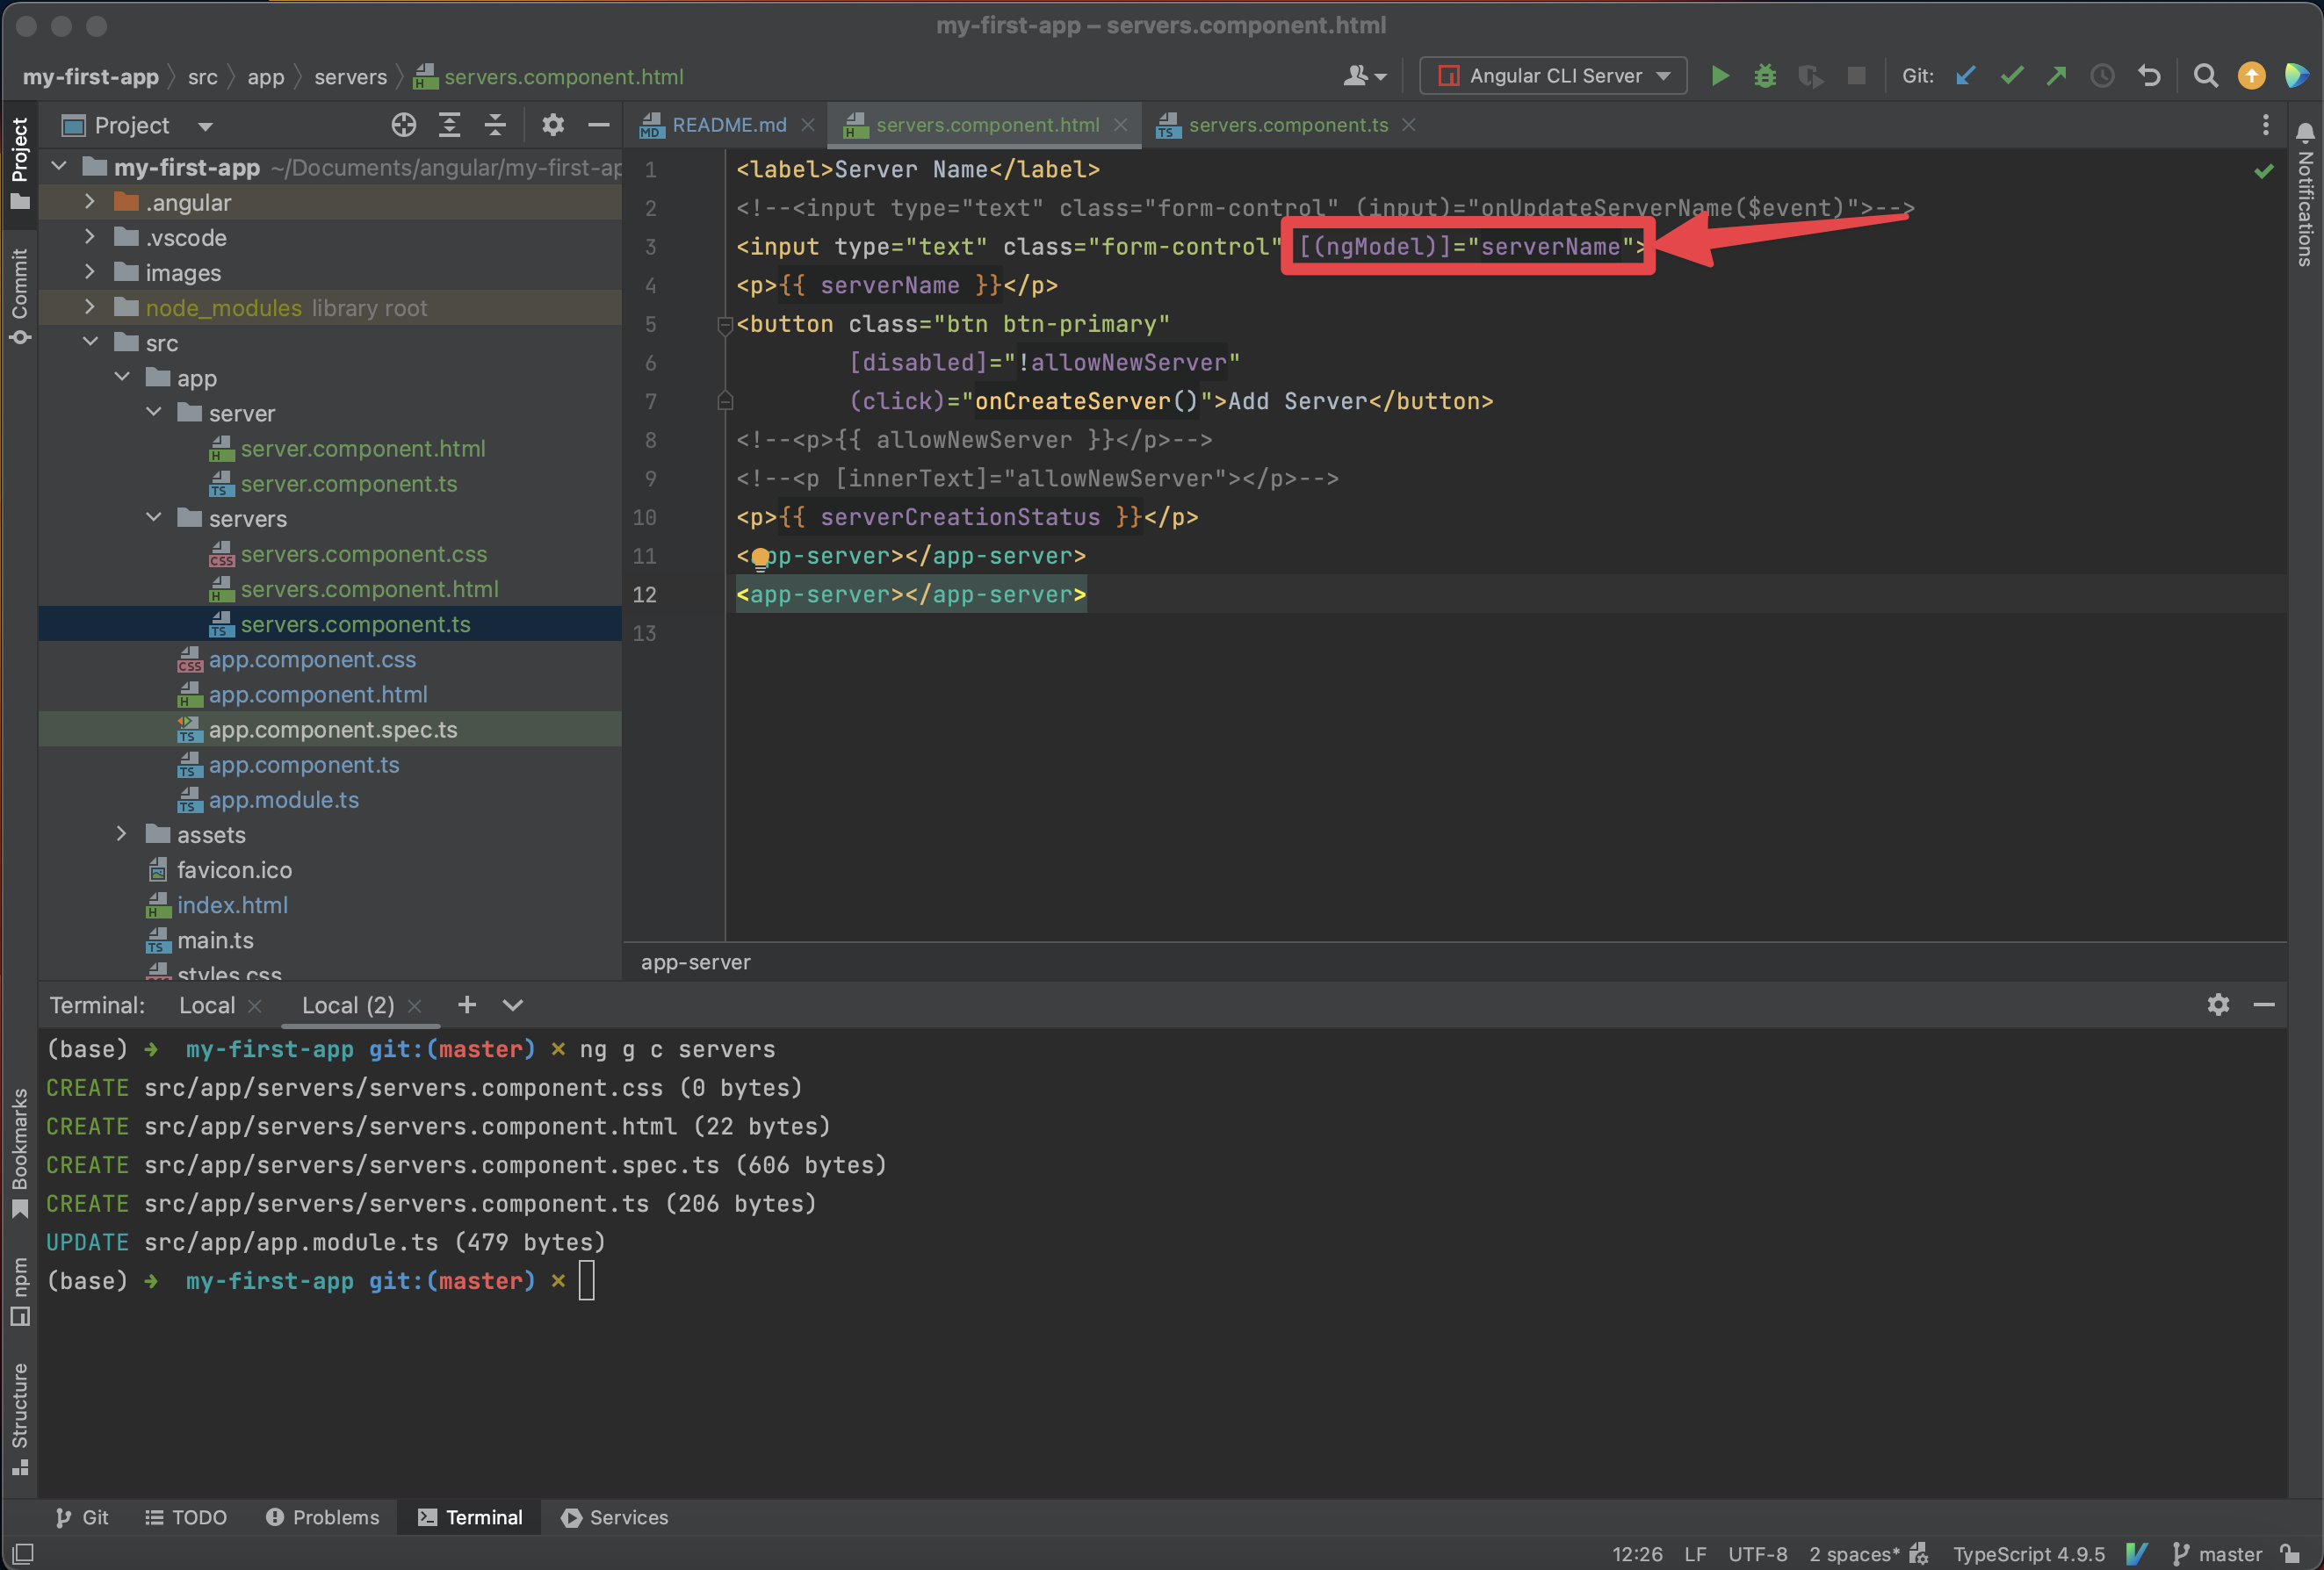 my-first-app – servers.component.html
my-first-app src app servers servers.component.html
Angular CLI Server
Git:
Project
README.md
servers.component.html
servers.component.ts
Project
Commit
Bookmarks
npm
Structure
Notifications
my-first-app ~/Documents/angular/my-first-ap
.angular
.vscode
images
node_modules library root
src
app
server
server.component.html
server.component.ts
servers
servers.component.css
servers.component.html
servers.component.ts
app.component.css
app.component.html
app.component.spec.ts
app.component.ts
app.module.ts
assets
favicon.ico
index.html
main.ts
styles.css
1 <label>Server Name</label>
2 <!--<input type="text" class="form-control" (input)="onUpdateServerName($event)">-->
3 <input type="text" class="form-control" [(ngModel)]="serverName">
4 <p>{{ serverName }}</p>
5 <button class="btn btn-primary"
6 [disabled]="!allowNewServer"
7 (click)="onCreateServer()">Add Server</button>
8 <!--<p>{{ allowNewServer }}</p>-->
9 <!--<p [innerText]="allowNewServer"></p>-->
10 <p>{{ serverCreationStatus }}</p>
11 <app-server></app-server>
12 <app-server></app-server>
13
app-server
Terminal: Local Local (2)
(base) ➜ my-first-app git:(master) ✗ ng g c servers
CREATE src/app/servers/servers.component.css (0 bytes)
CREATE src/app/servers/servers.component.html (22 bytes)
CREATE src/app/servers/servers.component.spec.ts (606 bytes)
CREATE src/app/servers/servers.component.ts (206 bytes)
UPDATE src/app/app.module.ts (479 bytes)
(base) ➜ my-first-app git:(master) ✗
Git TODO Problems Terminal Services
12:26 LF UTF-8 2 spaces* TypeScript 4.9.5 master